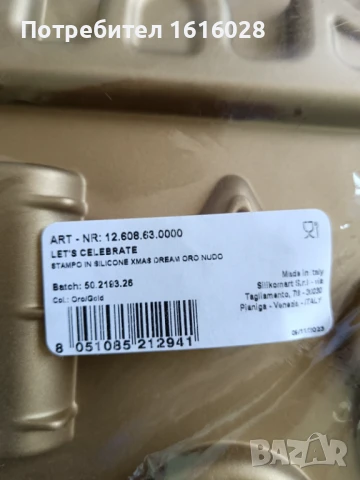 Потребител 1616028
ART - NR: 12.608.63.0000
LET'S CELEBRATE
STAMPO IN SILICONE XMAS DREAM ORO NUDO
Batch: 50.2193.26
Col.: Oro/Gold
Made in Italy
Silikomart S.r.l - via
Tagliamento, 78 - 30030
Pianiga - Venezia - ITALY
8 051085 212941
BAZAR